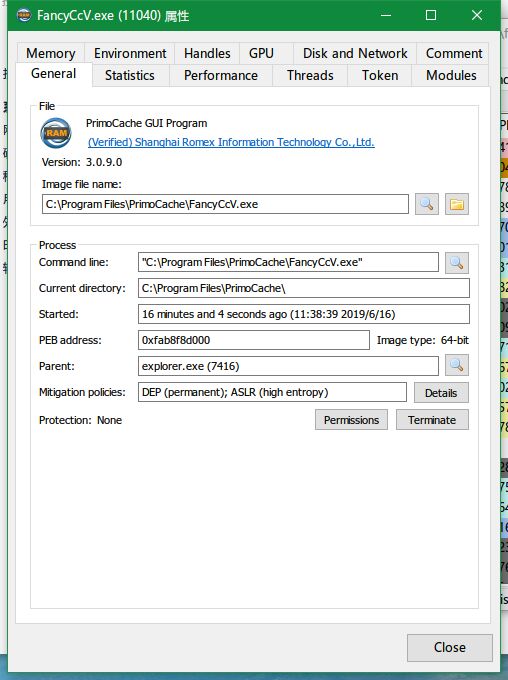 FancyCcV.exe (11040) 属性
Memory Environment Handles GPU Disk and Network Comment
General Statistics Performance Threads Token Modules
File
RAM
PrimoCache GUI Program
(Verified) Shanghai Romex Information Technology Co.,Ltd.
Version: 3.0.9.0
Image file name:
C:\Program Files\PrimoCache\FancyCcV.exe
Process
Command line: "C:\Program Files\PrimoCache\FancyCcV.exe"
Current directory: C:\Program Files\PrimoCache\
Started: 16 minutes and 4 seconds ago (11:38:39 2019/6/16)
PEB address: 0xfab8f8d000 Image type: 64-bit
Parent: explorer.exe (7416)
Mitigation policies: DEP (permanent); ASLR (high entropy) Details
Protection: None Permissions Terminate
Close